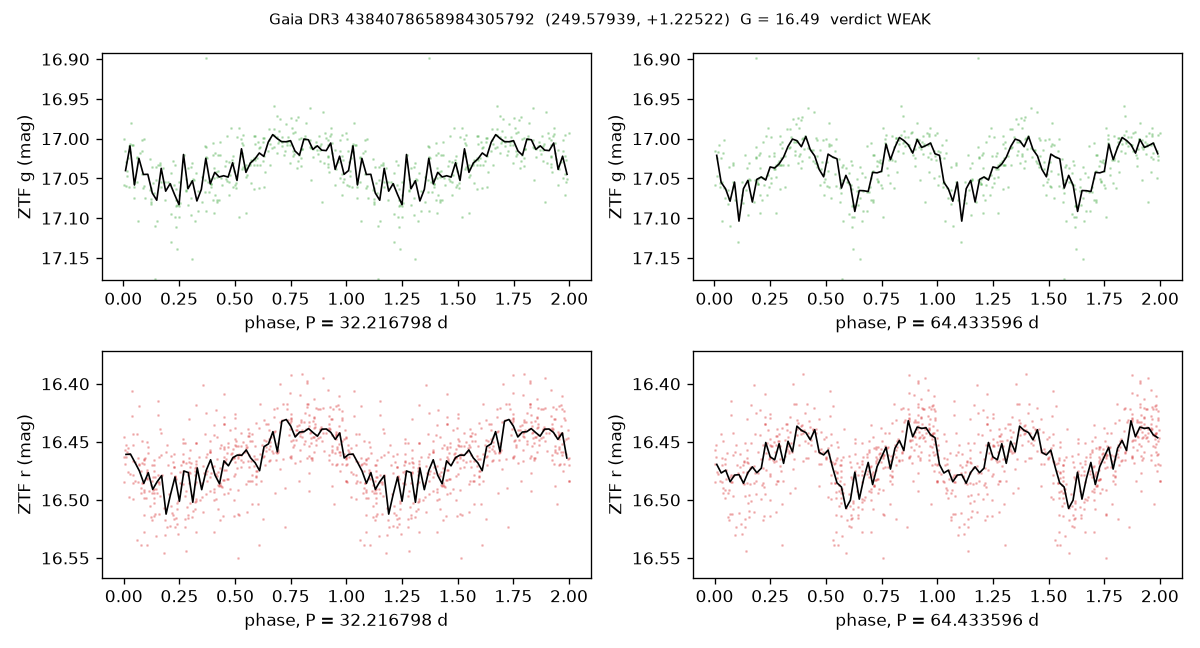 Gaia DR3 4384078658984305792 (249.57939, +1.22522) G = 16.49 verdict WEAK
ZTF g (mag)
16.90
16.95
17.00
17.05
17.10
17.15
0.00 0.25 0.50 0.75 1.00 1.25 1.50 1.75 2.00
phase, P = 32.216798 d
ZTF g (mag)
16.90
16.95
17.00
17.05
17.10
17.15
0.00 0.25 0.50 0.75 1.00 1.25 1.50 1.75 2.00
phase, P = 64.433596 d
ZTF r (mag)
16.40
16.45
16.50
16.55
0.00 0.25 0.50 0.75 1.00 1.25 1.50 1.75 2.00
phase, P = 32.216798 d
ZTF r (mag)
16.40
16.45
16.50
16.55
0.00 0.25 0.50 0.75 1.00 1.25 1.50 1.75 2.00
phase, P = 64.433596 d